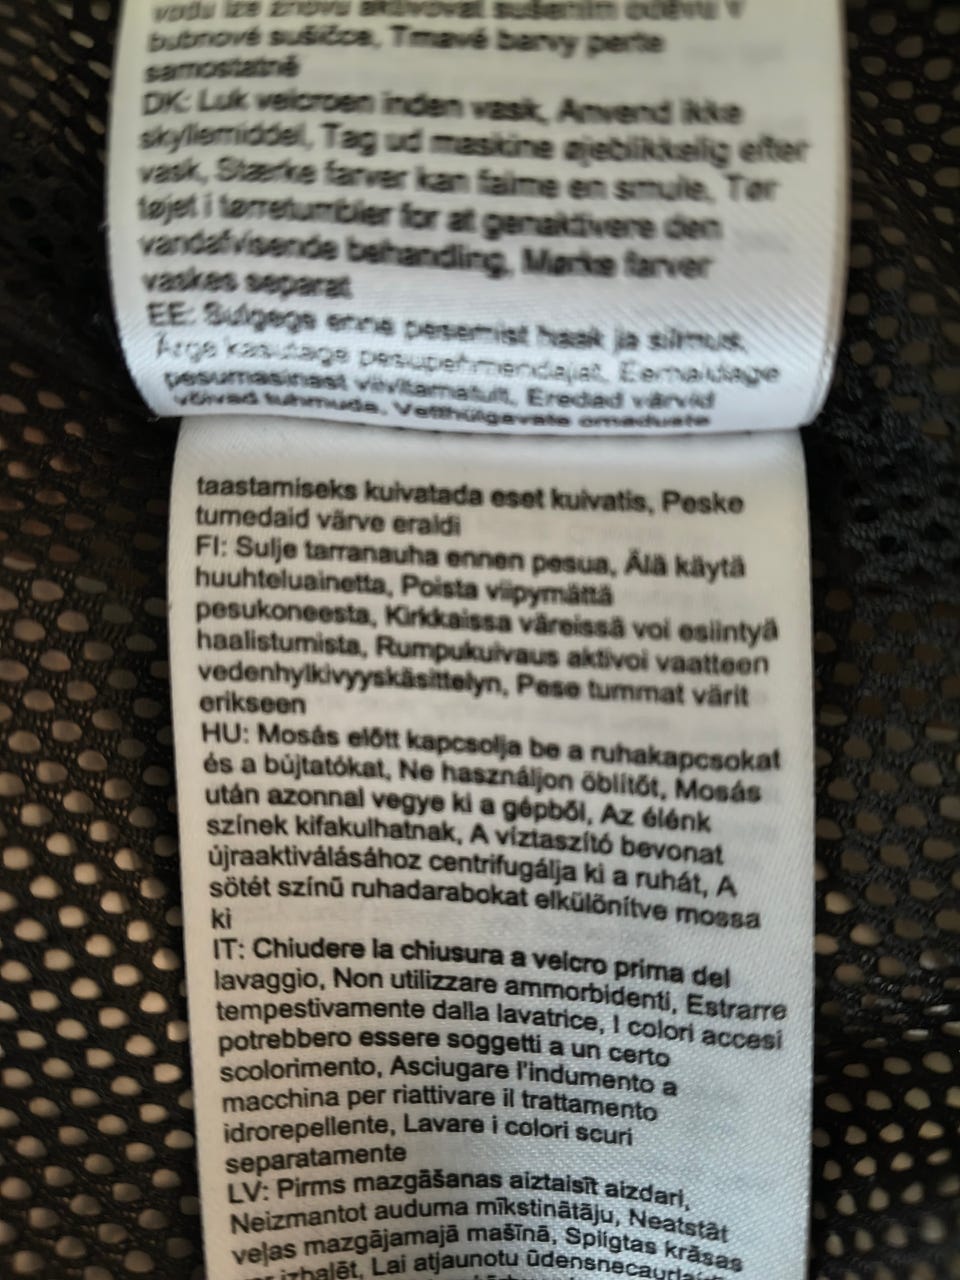 vodu lze znovu aktivovat sušením oděvu v
bubnové sušičce, Tmavé barvy perte
samostatně
DK: Luk velcroen inden vask, Anvend ikke
skyllemiddel, Tag ud maskine øjeblikkelig efter
vask, Stærke farver kan falme en smule, Tør
tøjet i tørretumbler for at genaktivere den
vandafvisende behandling, Mørke farver
vaskes separat
EE: Sulgege enne pesemist haak ja silmus,
Ärge kasutage pesupehmendajat, Eemaldage
pesumasinast viivitamatult, Eredad värvid
võivad tuhmuda, Vetthülgavate omaduste
taastamiseks kuivatada eset kuivatis, Peske
tumedaid värve eraldi
FI: Sulje tarranauha ennen pesua, Älä käytä
huuhteluainetta, Poista viipymättä
pesukoneesta, Kirkkaissa väreissä voi esiintyä
haalistumista, Rumpukuivaus aktivoi vaatteen
vedenhylkivyyskäsittelyn, Pese tummat värit
erikseen
HU: Mosás előtt kapcsolja be a ruhakapcsokat
és a bújtatókat, Ne használjon öblítőt, Mosás
után azonnal vegye ki a gépből, Az élénk
színek kifakulhatnak, A víztaszító bevonat
újraaktiválásához centrifugálja ki a ruhát, A
sötét színű ruhadarabokat elkülönítve mossa
ki
IT: Chiudere la chiusura a velcro prima del
lavaggio, Non utilizzare ammorbidenti, Estrarre
tempestivamente dalla lavatrice, I colori accesi
potrebbero essere soggetti a un certo
scolorimento, Asciugare l'indumento a
macchina per riattivare il trattamento
idrorepellente, Lavare i colori scuri
separatamente
LV: Pirms mazgāšanas aiztaisīt aizdari,
Neizmantot auduma mīkstinātāju, Neatstāt
veļas mazgājamajā mašīnā, Spilgtas krāsas
var izbalēt, Lai atjaunotu